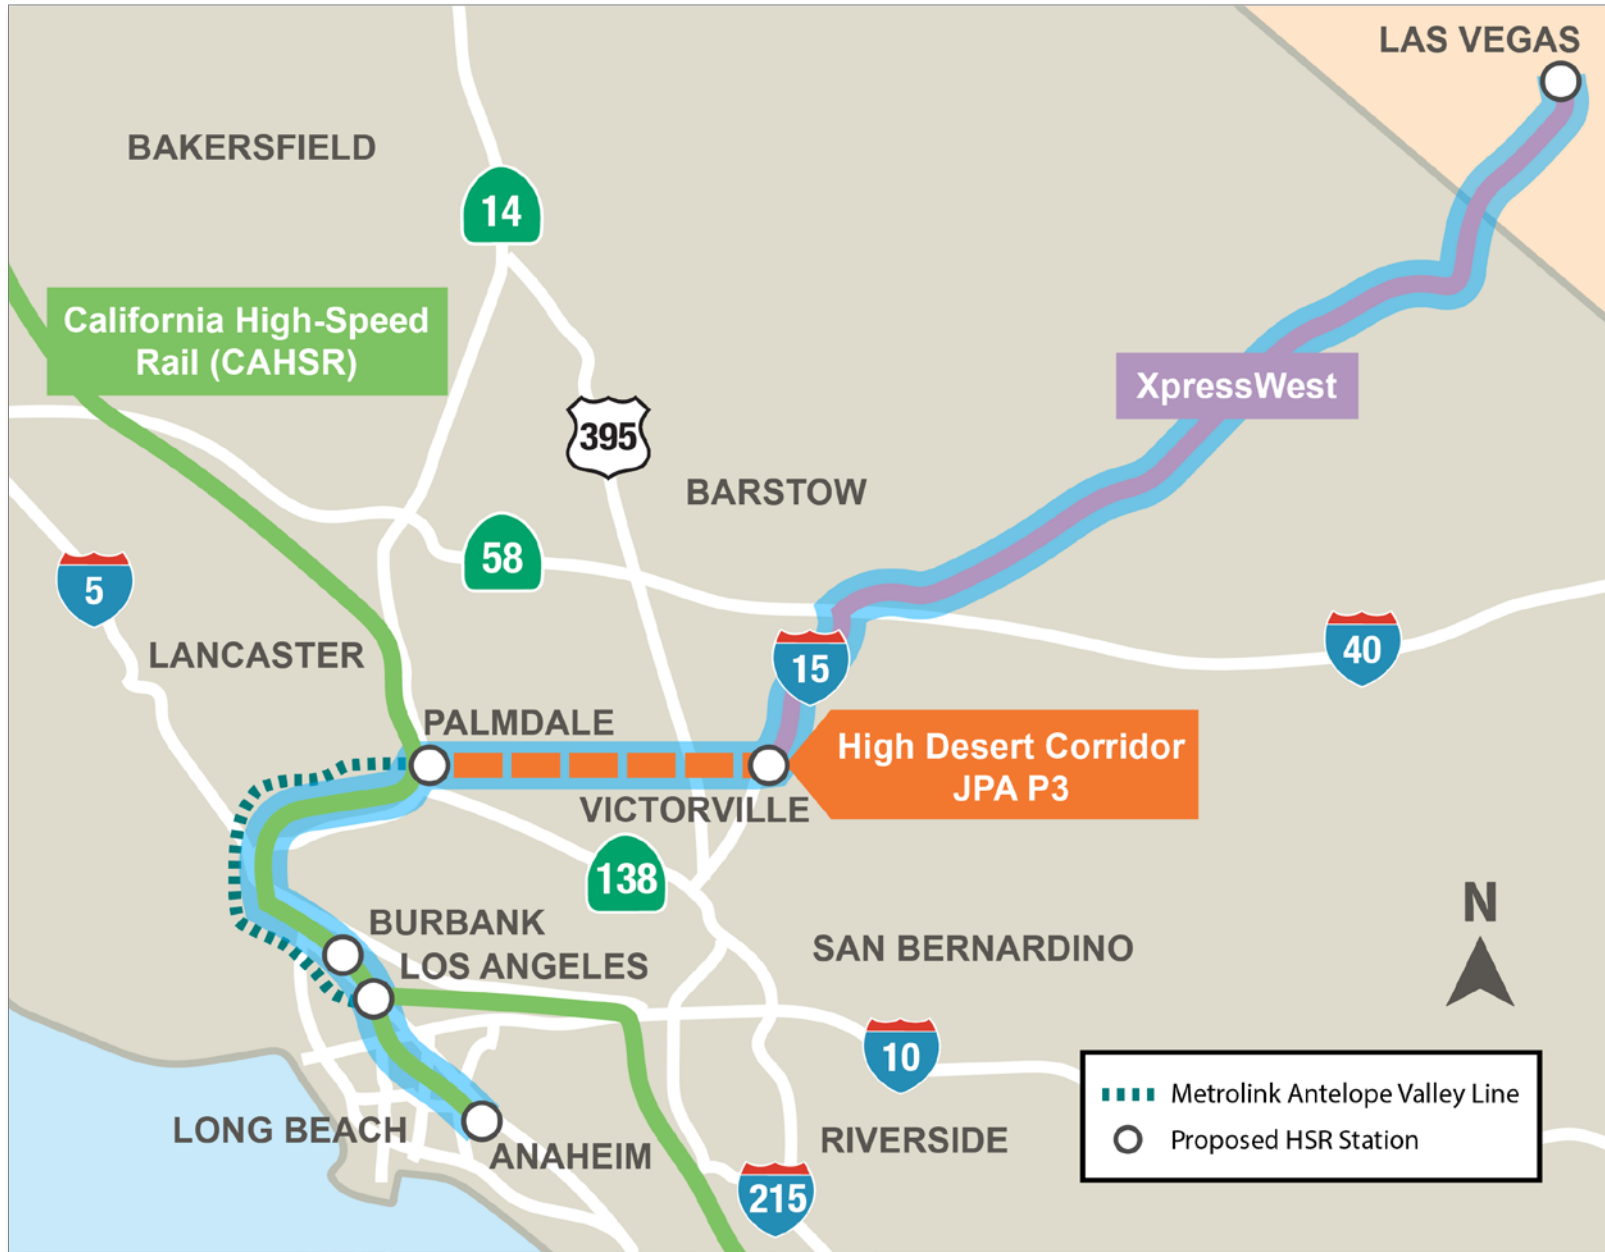 LAS VEGAS
BAKERSFIELD
14
California High-Speed
Rail (CAHSR)
XpressWest
395
BARSTOW
58
5
LANCASTER
40
15
PALMDALE
High Desert Corridor
JPA P3
VICTORVILLE
138
N
BURBANK
SAN BERNARDINO
LOS ANGELES
10
Metrolink Antelope Valley Line
LONG BEACH
RIVERSIDE
Proposed HSR Station
ANAHEIM
215